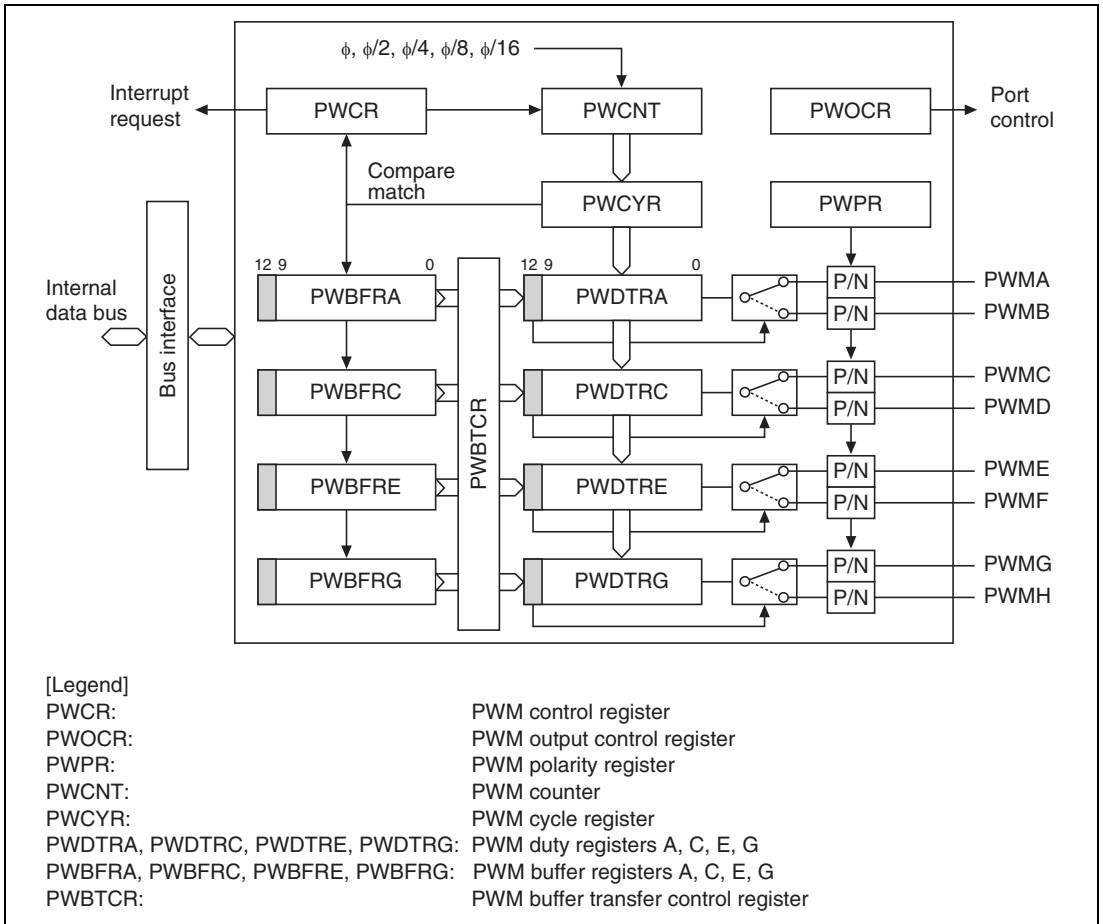 ϕ, ϕ/2, ϕ/4, ϕ/8, ϕ/16
Interrupt
request
PWCR
PWCNT
PWOCR
Port
control
Compare
match
PWCYR
PWPR
Internal
data bus
Bus interface
12 9 0
PWBFRA
PWBTCR
12 9 0
PWDTRA
P/N
PWMA
P/N
PWMB
PWBFRC
PWDTRC
P/N
PWMC
P/N
PWMD
PWBFRE
PWDTRE
P/N
PWME
P/N
PWMF
PWBFRG
PWDTRG
P/N
PWMG
P/N
PWMH
[Legend]
PWCR: PWM control register
PWOCR: PWM output control register
PWPR: PWM polarity register
PWCNT: PWM counter
PWCYR: PWM cycle register
PWDTRA, PWDTRC, PWDTRE, PWDTRG: PWM duty registers A, C, E, G
PWBFRA, PWBFRC, PWBFRE, PWBFRG: PWM buffer registers A, C, E, G
PWBTCR: PWM buffer transfer control register